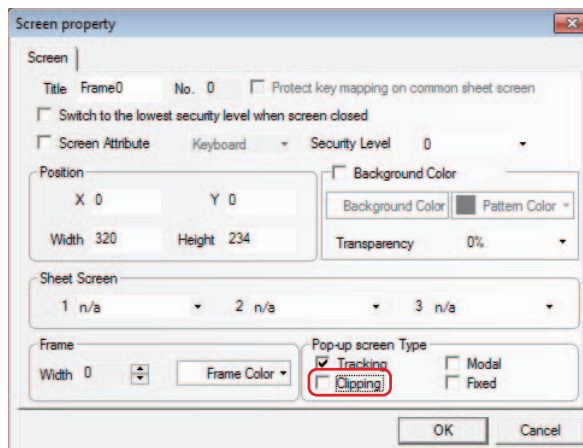 Screen property
Screen
Title Frame0 No. 0 Protect key mapping on common sheet screen
Switch to the lowest security level when screen closed
Screen Attribute Keyboard Security Level 0
Position
X 0 Y 0
Width 320 Height 234
Background Color
Background Color Pattern Color
Transparency 0%
Sheet Screen
1 n/a 2 n/a 3 n/a
Frame
Width 0 Frame Color
Pop-up screen Type
Tracking Modal
Clipping Fixed
OK Cancel